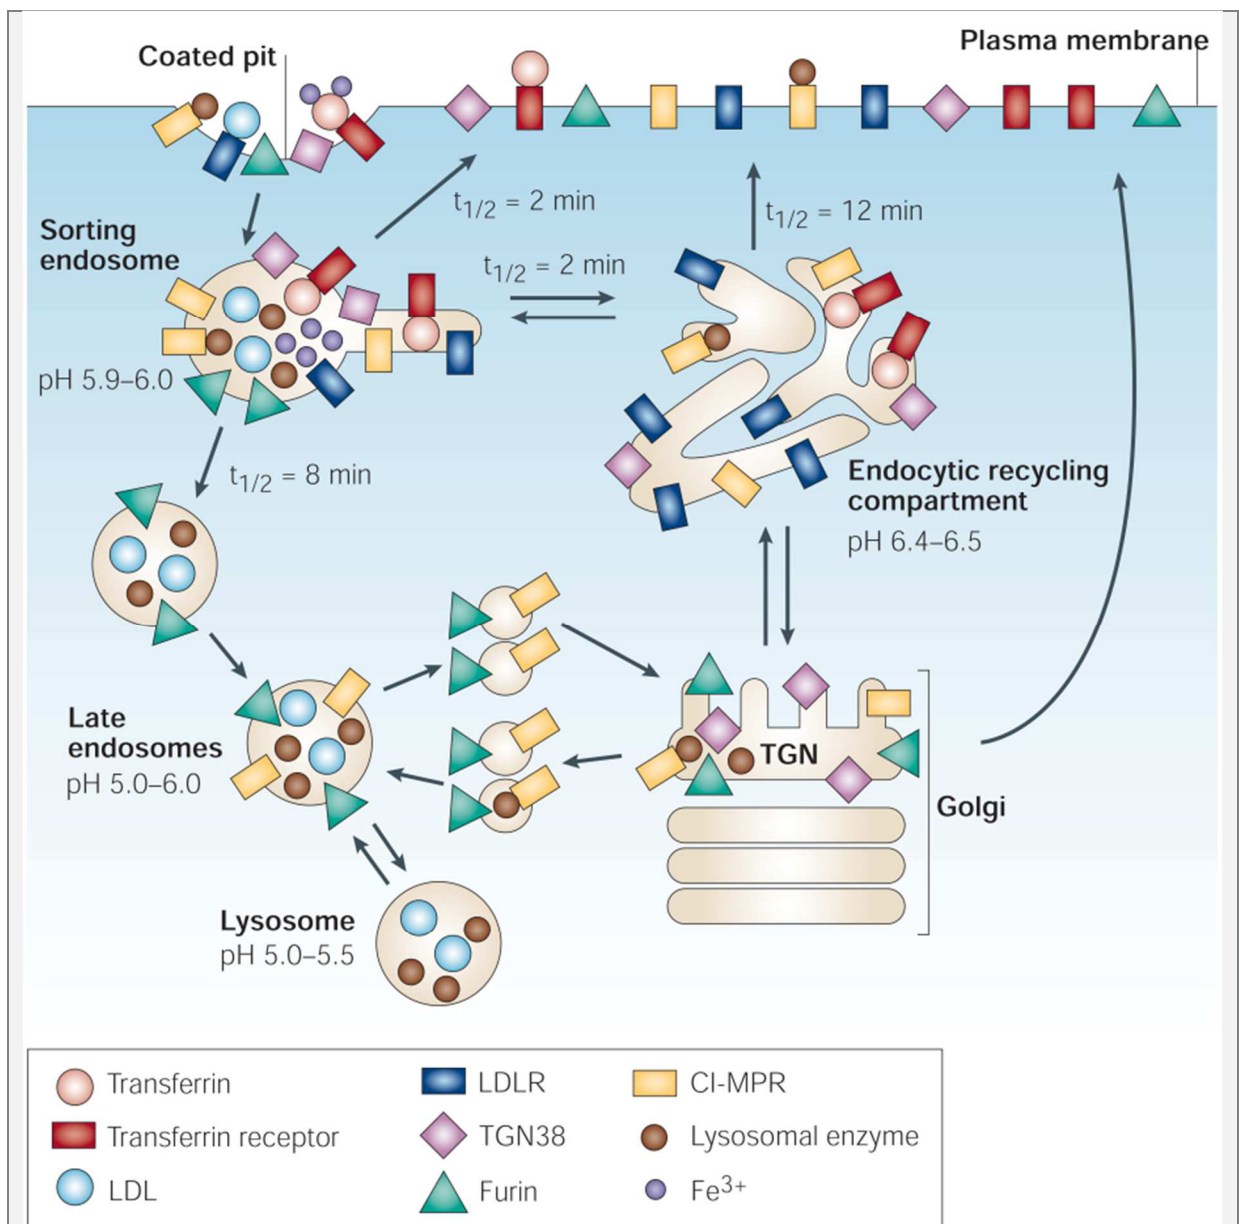 Coated pit
Plasma membrane
t1/2 = 2 min
t1/2 = 12 min
Sorting
endosome
t1/2 = 2 min
pH 5.9–6.0
t1/2 = 8 min
Endocytic recycling
compartment
pH 6.4–6.5
Late
endosomes
pH 5.0–6.0
TGN
Golgi
Lysosome
pH 5.0–5.5
Transferrin
LDLR
CI-MPR
Transferrin receptor
TGN38
Lysosomal enzyme
LDL
Furin
Fe3+